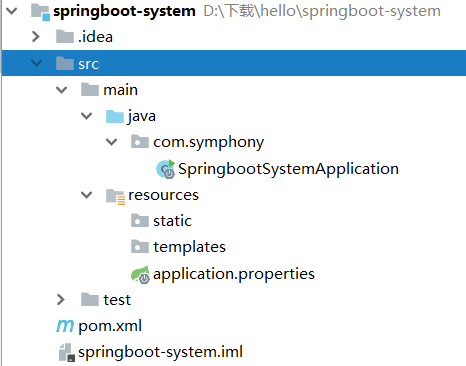 springboot-system D:\下载\hello\springboot-system
.idea
src
main
java
com.symphony
SpringbootSystemApplication
resources
static
templates
application.properties
test
pom.xml
springboot-system.iml